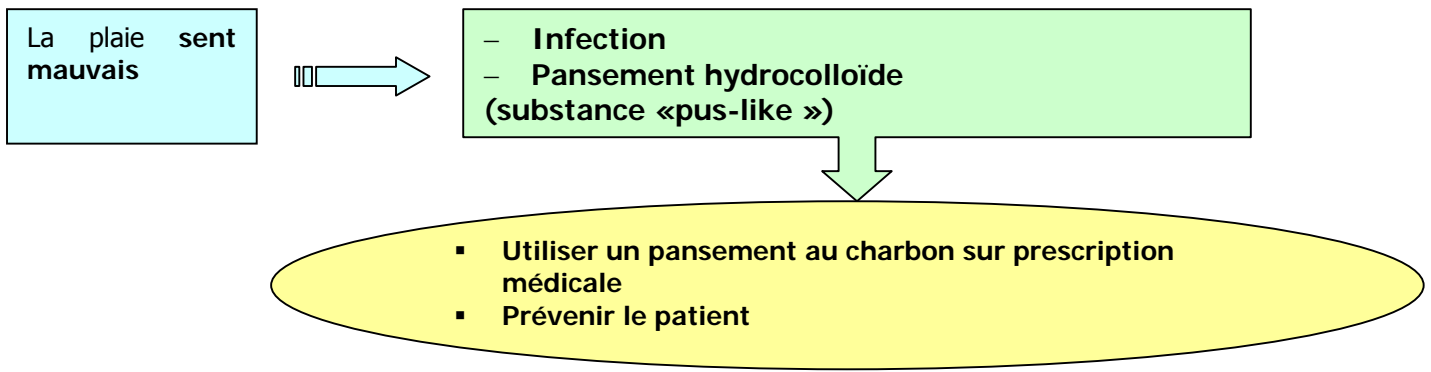 La plaie sent
mauvais
– Infection
– Pansement hydrocolloïde
(substance «pus-like »)
▪ Utiliser un pansement au charbon sur prescription
médicale
▪ Prévenir le patient